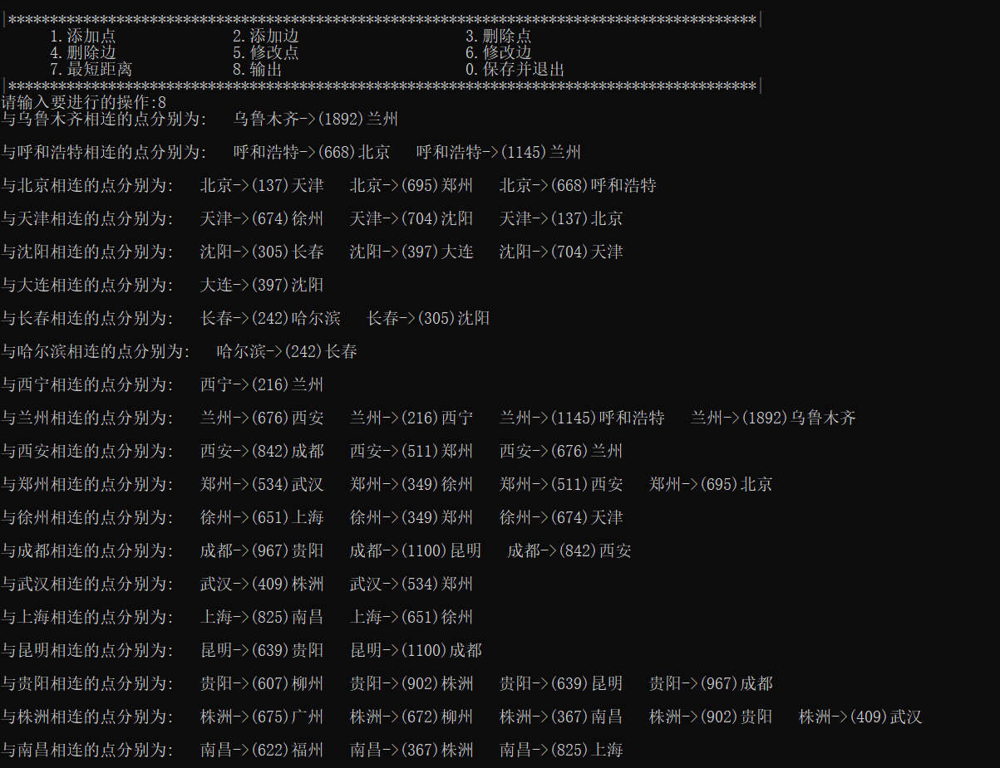 |******************************************************************************************|
1.添加点 2.添加边 3.删除点
4.删除边 5.修改点 6.修改边
7.最短距离 8.输出 0.保存并退出
|******************************************************************************************|
请输入要进行的操作:8
与乌鲁木齐相连的点分别为: 乌鲁木齐->(1892)兰州
与呼和浩特相连的点分别为: 呼和浩特->(668)北京 呼和浩特->(1145)兰州
与北京相连的点分别为: 北京->(137)天津 北京->(695)郑州 北京->(668)呼和浩特
与天津相连的点分别为: 天津->(674)徐州 天津->(704)沈阳 天津->(137)北京
与沈阳相连的点分别为: 沈阳->(305)长春 沈阳->(397)大连 沈阳->(704)天津
与大连相连的点分别为: 大连->(397)沈阳
与长春相连的点分别为: 长春->(242)哈尔滨 长春->(305)沈阳
与哈尔滨相连的点分别为: 哈尔滨->(242)长春
与西宁相连的点分别为: 西宁->(216)兰州
与兰州相连的点分别为: 兰州->(676)西安 兰州->(216)西宁 兰州->(1145)呼和浩特 兰州->(1892)乌鲁木齐
与西安相连的点分别为: 西安->(842)成都 西安->(511)郑州 西安->(676)兰州
与郑州相连的点分别为: 郑州->(534)武汉 郑州->(349)徐州 郑州->(511)西安 郑州->(695)北京
与徐州相连的点分别为: 徐州->(651)上海 徐州->(349)郑州 徐州->(674)天津
与成都相连的点分别为: 成都->(967)贵阳 成都->(1100)昆明 成都->(842)西安
与武汉相连的点分别为: 武汉->(409)株洲 武汉->(534)郑州
与上海相连的点分别为: 上海->(825)南昌 上海->(651)徐州
与昆明相连的点分别为: 昆明->(639)贵阳 昆明->(1100)成都
与贵阳相连的点分别为: 贵阳->(607)柳州 贵阳->(902)株洲 贵阳->(639)昆明 贵阳->(967)成都
与株洲相连的点分别为: 株洲->(675)广州 株洲->(672)柳州 株洲->(367)南昌 株洲->(902)贵阳 株洲->(409)武汉
与南昌相连的点分别为: 南昌->(622)福州 南昌->(367)株洲 南昌->(825)上海